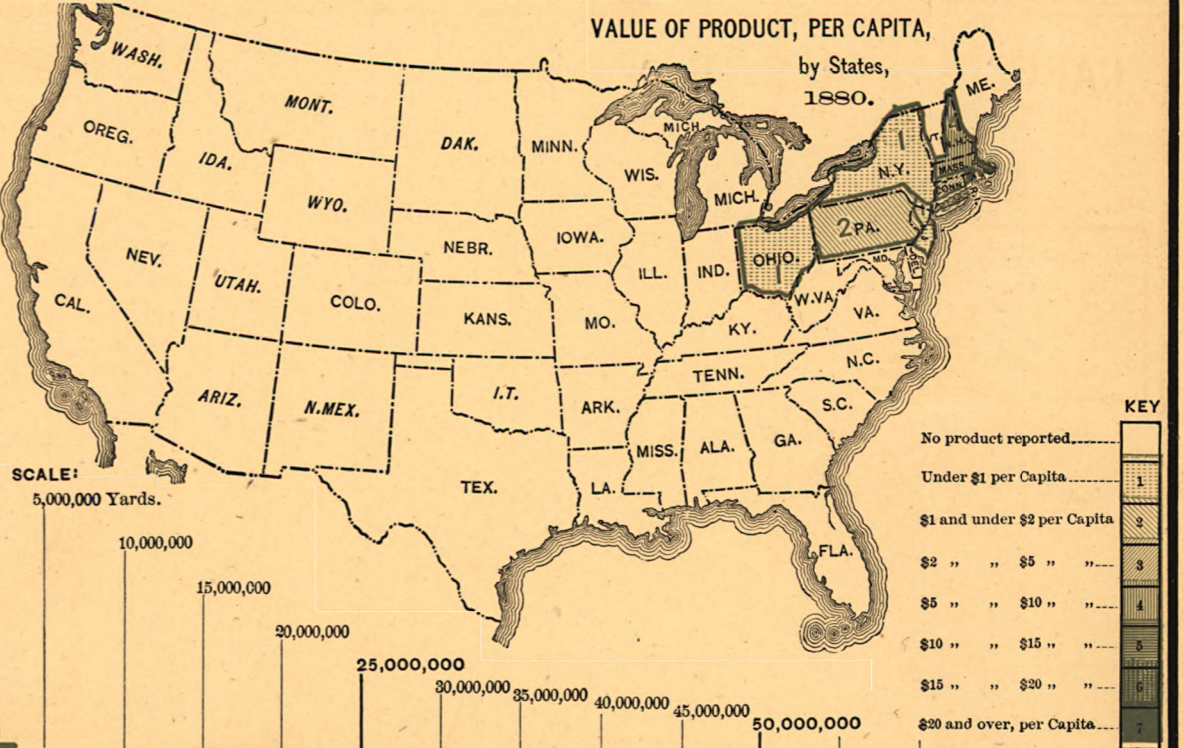 VALUE OF PRODUCT, PER CAPITA,
by States,
1880.
WASH.
MONT.
DAK.
MINN.
MICH.
ME.
OREG.
IDA.
WYO.
WIS.
MICH.
1
N.Y.
N.H.
MASS.
CONN.
NEV.
UTAH.
COLO.
NEBR.
IOWA.
ILL.
IND.
OHIO.
1
2 PA.
MD.
DEL.
CAL.
KANS.
MO.
KY.
W.VA.
VA.
ARIZ.
N.MEX.
I.T.
ARK.
TENN.
N.C.
S.C.
TEX.
LA.
MISS.
ALA.
GA.
FLA.
KEY
No product reported
Under $1 per Capita 1
$1 and under $2 per Capita 2
$2 „ „ $5 „ „ 3
$5 „ „ $10 „ „ 4
$10 „ „ $15 „ „ 5
$15 „ „ $20 „ „ 6
$20 and over, per Capita 7
SCALE:
5,000,000 Yards.
10,000,000
15,000,000
20,000,000
25,000,000
30,000,000
35,000,000
40,000,000
45,000,000
50,000,000